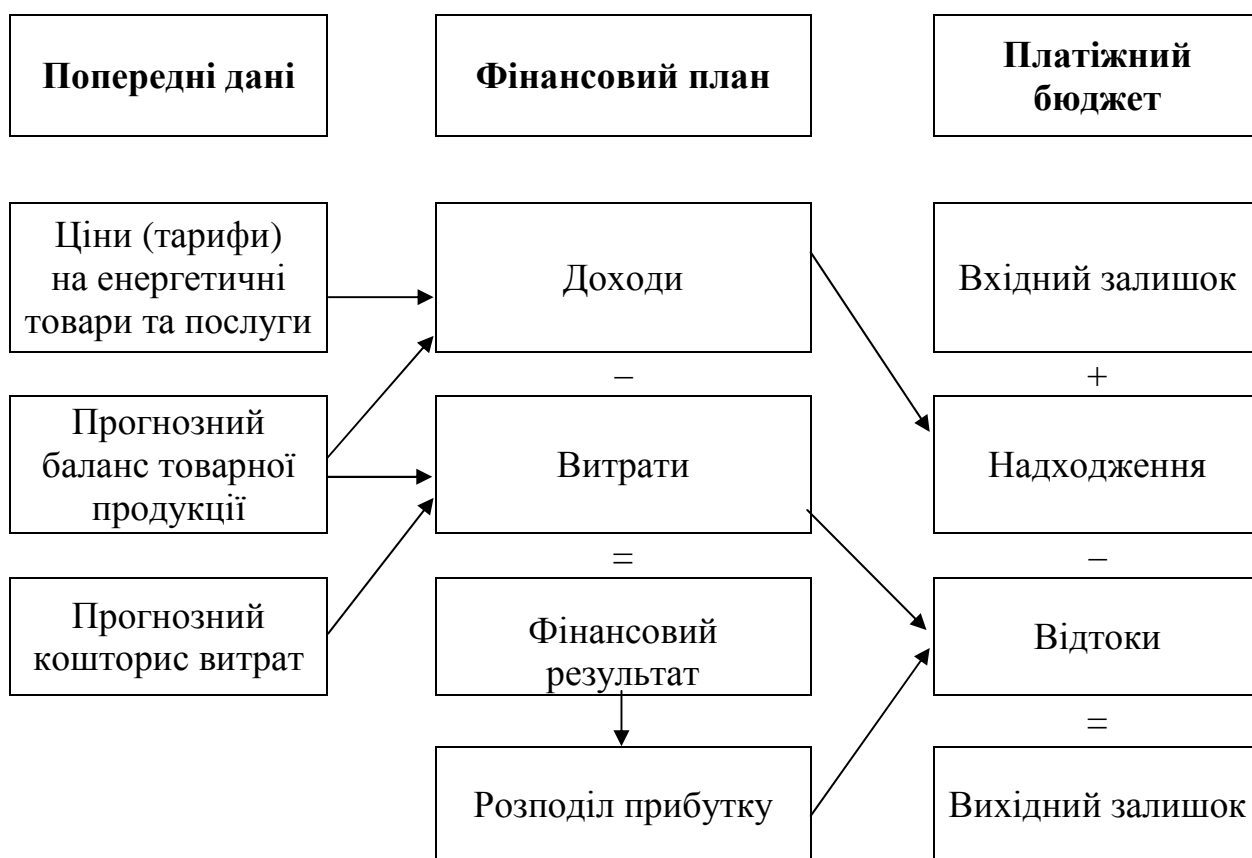 Попередні дані
Фінансовий план
Платіжний
бюджет
Ціни (тарифи)
на енергетичні
товари та послуги
Доходи
Вхідний залишок
–
+
Прогнозний
баланс товарної
продукції
Витрати
Надходження
=
–
Прогнозний
кошторис витрат
Фінансовий
результат
Відтоки
=
Розподіл прибутку
Вихідний залишок